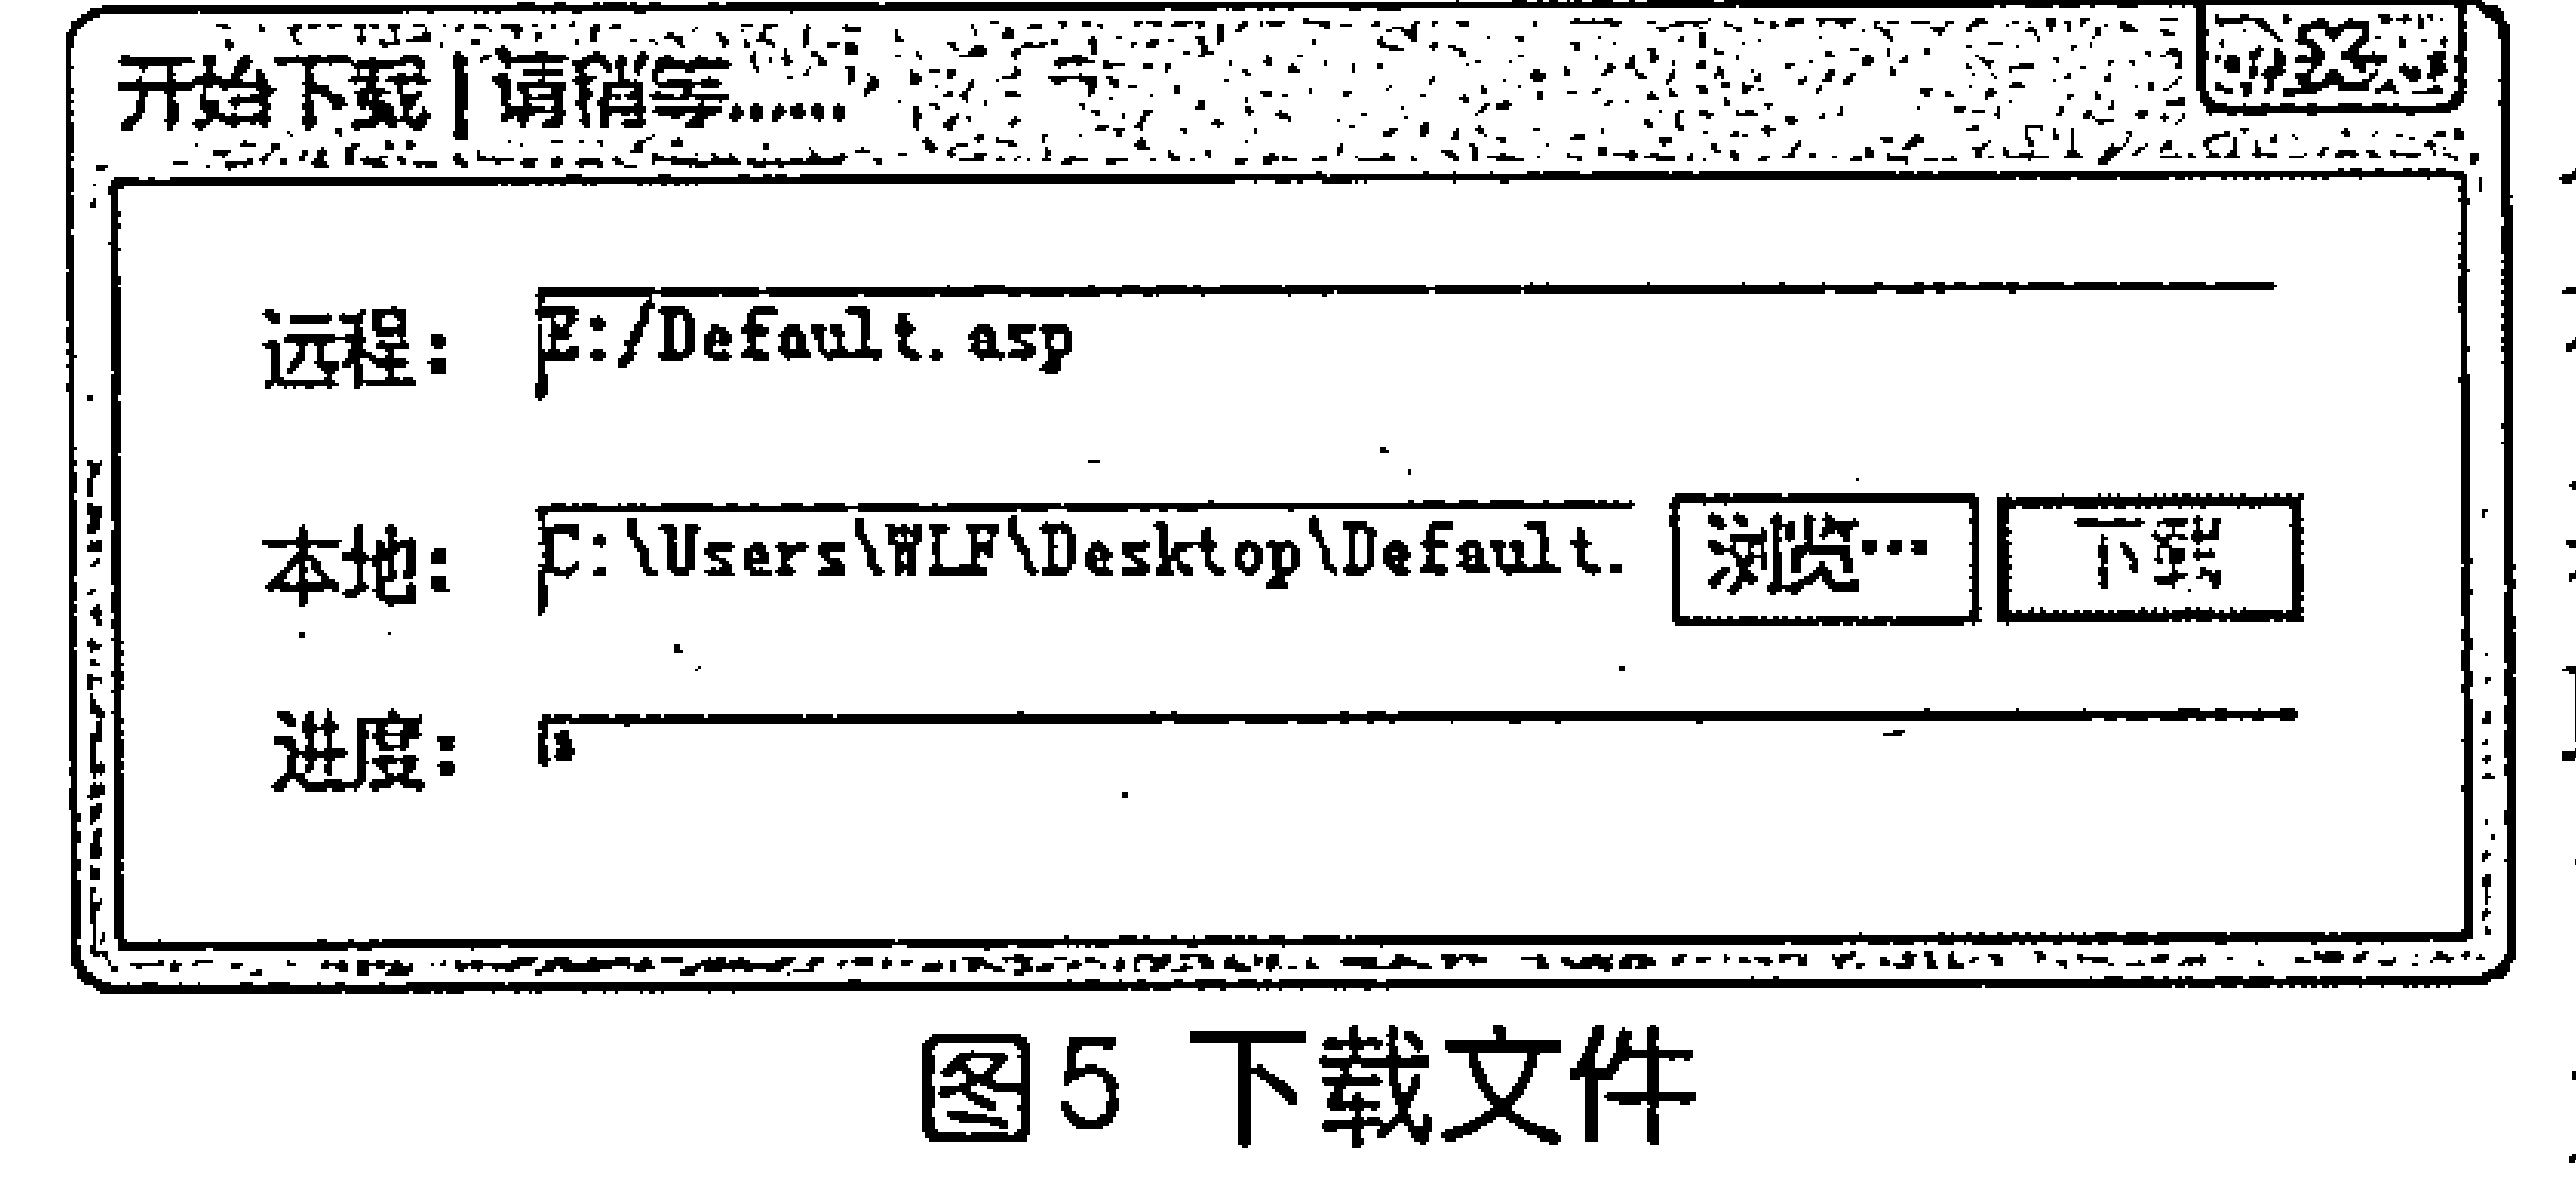 开始下载|请稍等......
远程: E:/Default.asp
本地: C:\Users\WLF\Desktop\Default. 浏览… 下载
进度:
图5 下载文件